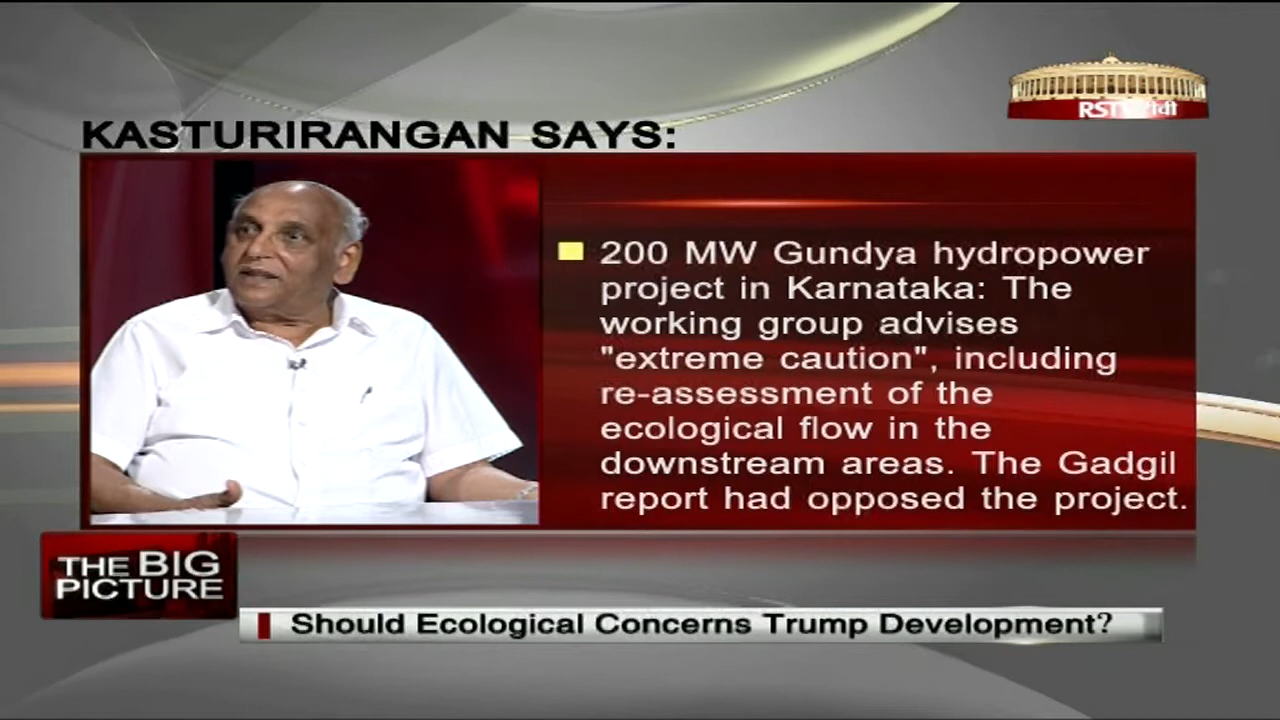 RSTV टीवी
KASTURIRANGAN SAYS:
200 MW Gundya hydropower
project in Karnataka: The
working group advises
"extreme caution", including
re-assessment of the
ecological flow in the
downstream areas. The Gadgil
report had opposed the project.
THE BIG
PICTURE
Should Ecological Concerns Trump Development?